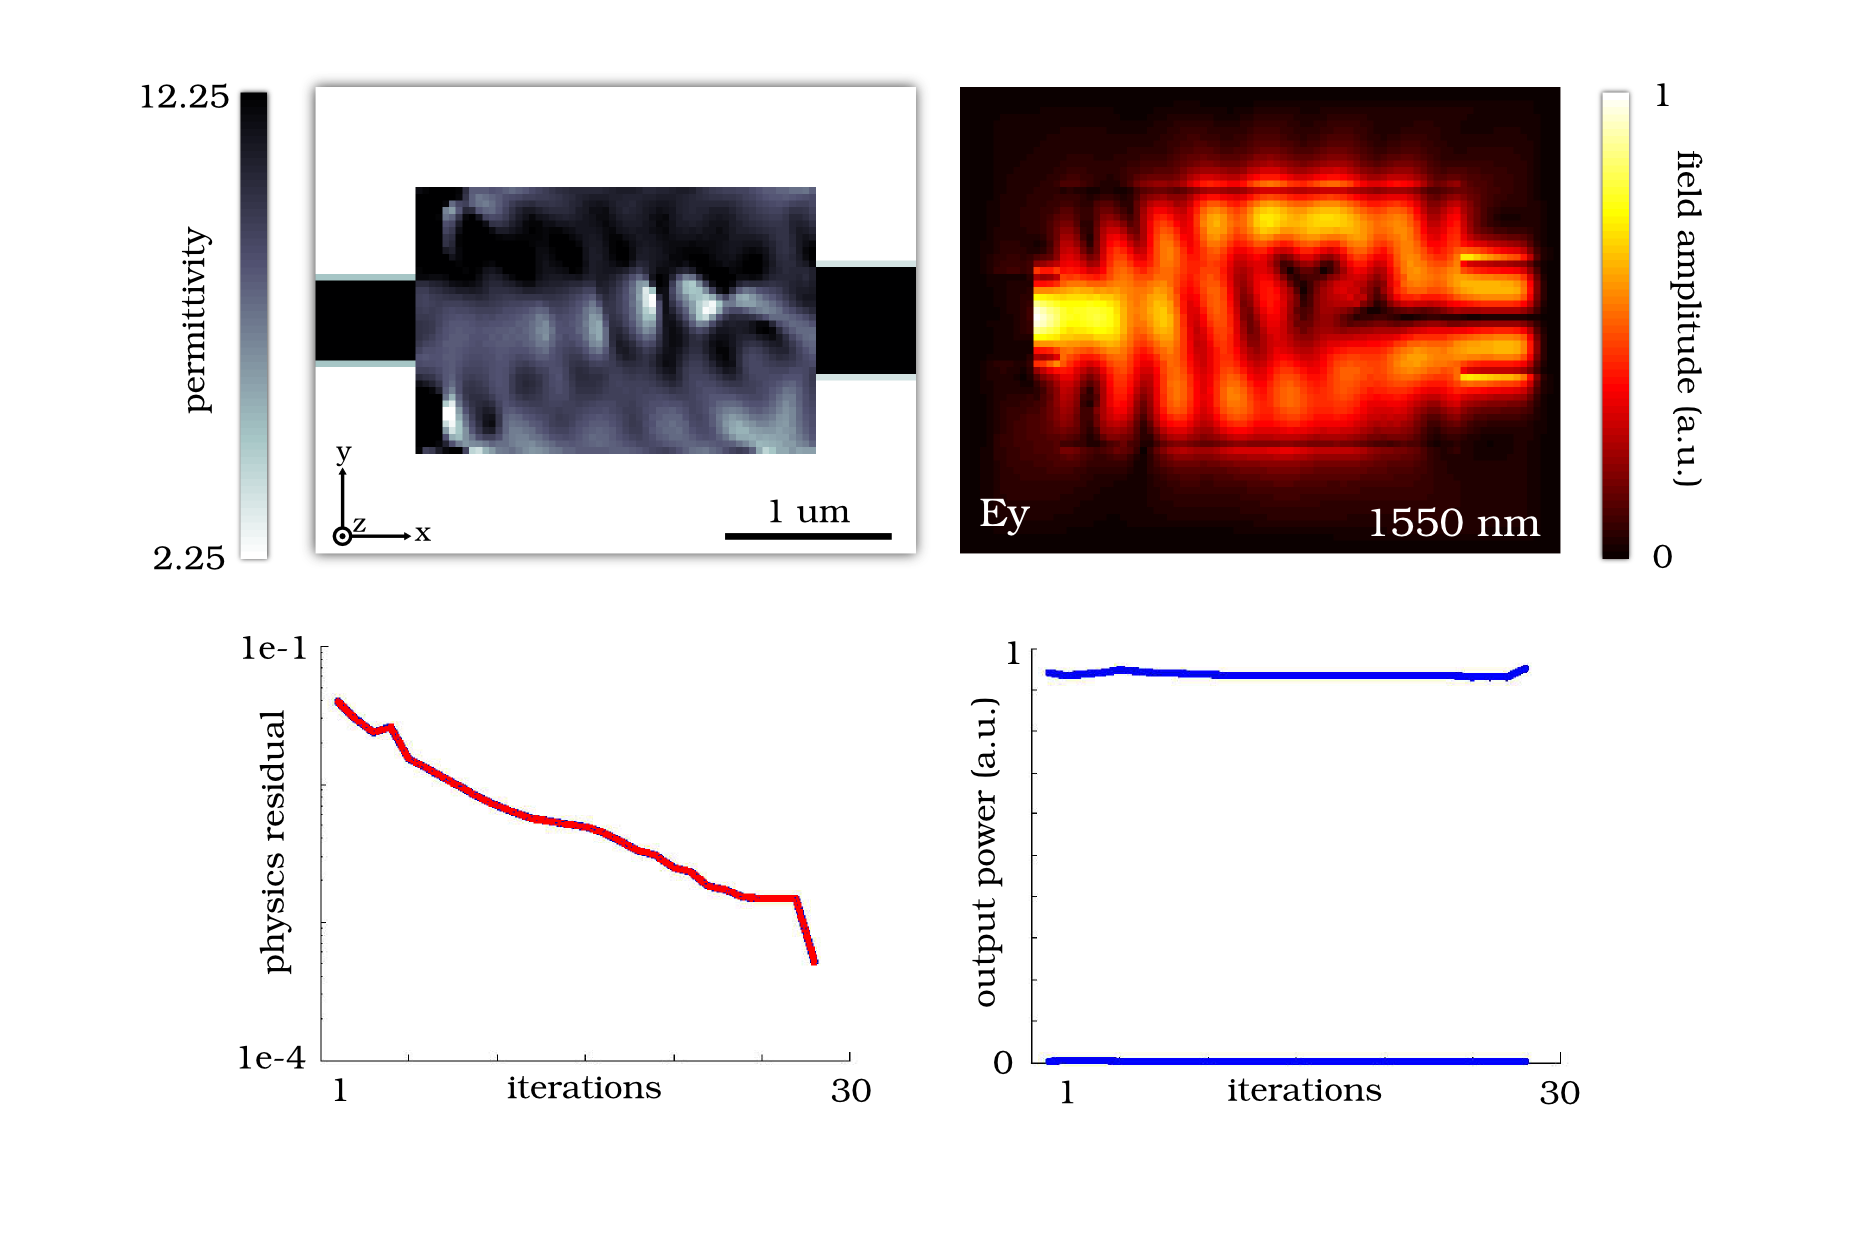 12.25
permittivity
2.25
y
z
x
1 um
Ey
1550 nm
1
field amplitude (a.u.)
0
1e-1
physics residual
1e-4
1
iterations
30
1
output power (a.u.)
0
1
iterations
30